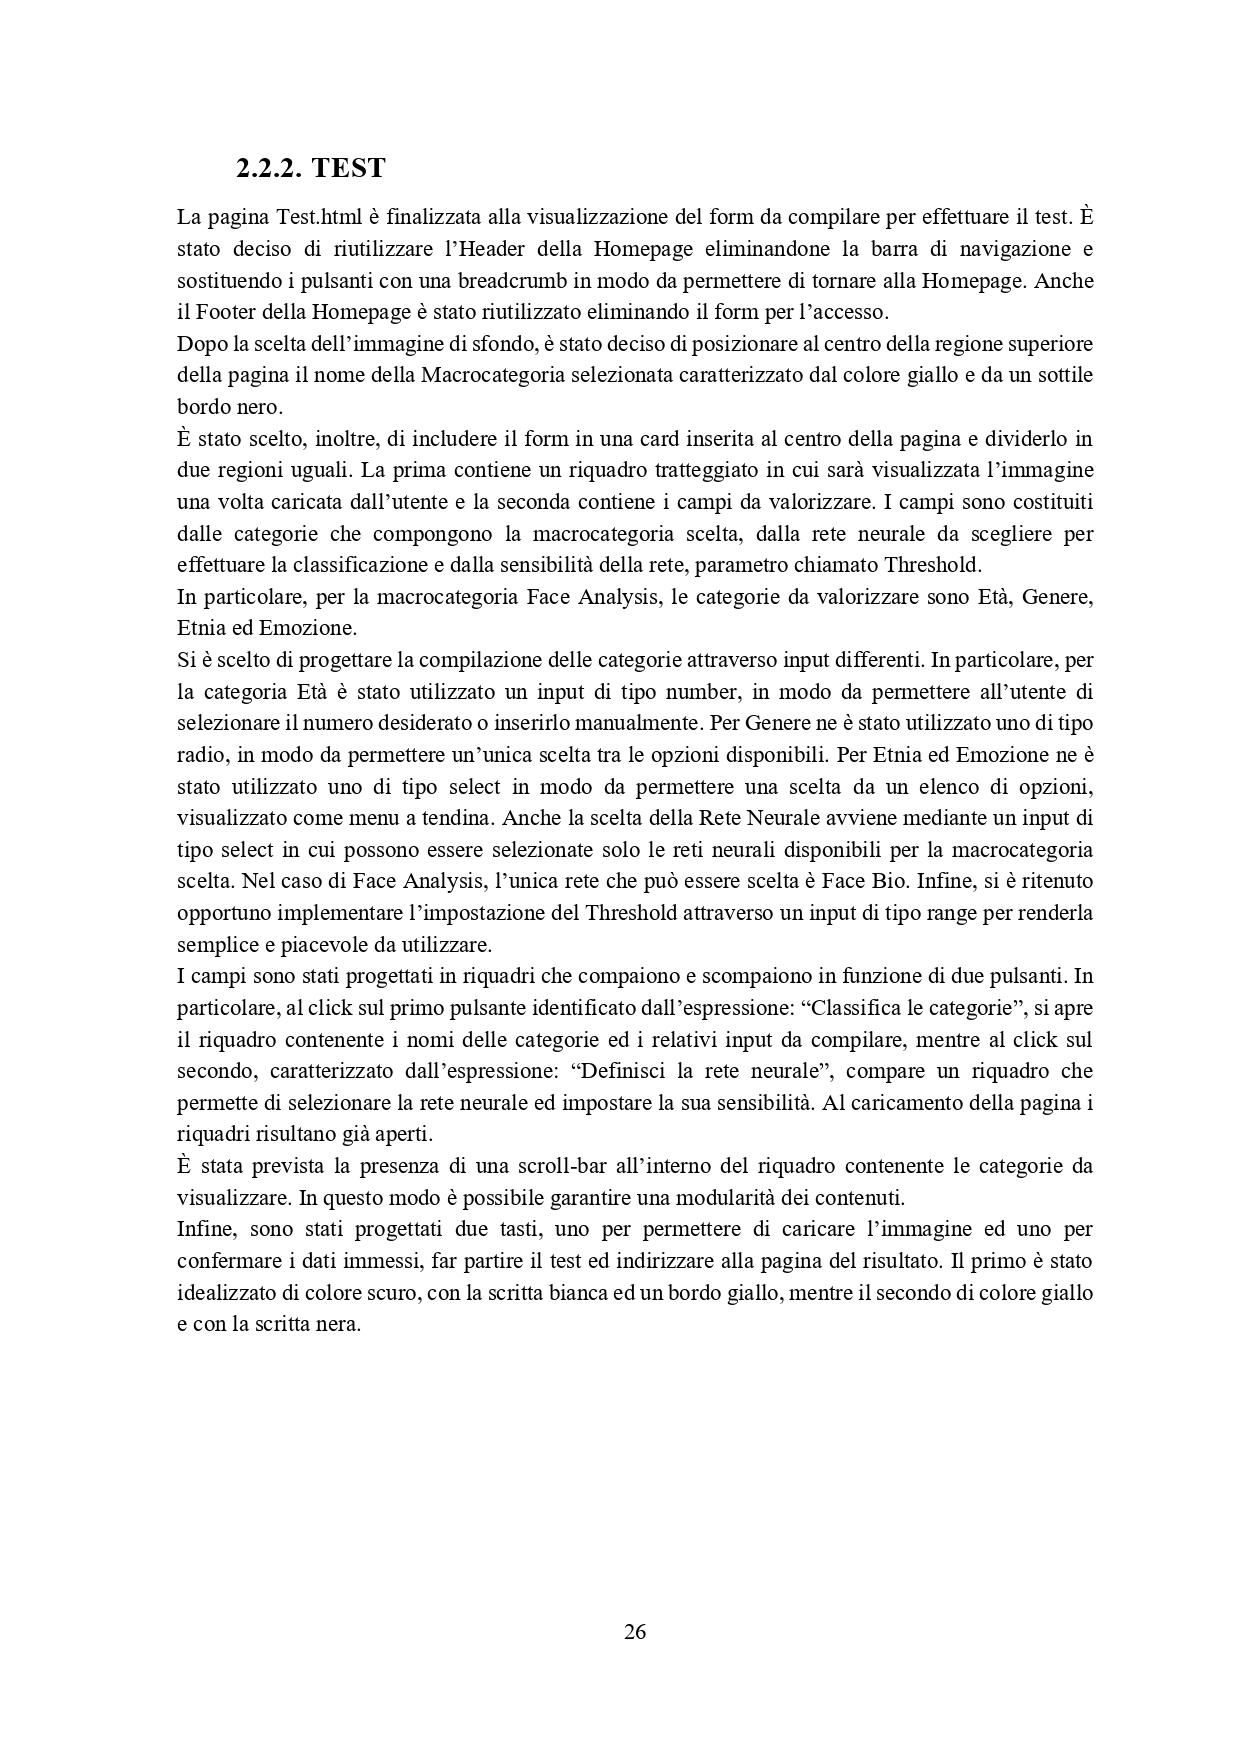 2.2.2. TEST
La pagina Test.html è finalizzata alla visualizzazione del form da compilare per effettuare il test. È
stato deciso di riutilizzare l’Header della Homepage eliminandone la barra di navigazione e
sostituendo i pulsanti con una breadcrumb in modo da permettere di tornare alla Homepage. Anche
il Footer della Homepage è stato riutilizzato eliminando il form per l’accesso.
Dopo la scelta dell’immagine di sfondo, è stato deciso di posizionare al centro della regione superiore
della pagina il nome della Macrocategoria selezionata caratterizzato dal colore giallo e da un sottile
bordo nero.
È stato scelto, inoltre, di includere il form in una card inserita al centro della pagina e dividerlo in
due regioni uguali. La prima contiene un riquadro tratteggiato in cui sarà visualizzata l’immagine
una volta caricata dall’utente e la seconda contiene i campi da valorizzare. I campi sono costituiti
dalle categorie che compongono la macrocategoria scelta, dalla rete neurale da scegliere per
effettuare la classificazione e dalla sensibilità della rete, parametro chiamato Threshold.
In particolare, per la macrocategoria Face Analysis, le categorie da valorizzare sono Età, Genere,
Etnia ed Emozione.
Si è scelto di progettare la compilazione delle categorie attraverso input differenti. In particolare, per
la categoria Età è stato utilizzato un input di tipo number, in modo da permettere all’utente di
selezionare il numero desiderato o inserirlo manualmente. Per Genere ne è stato utilizzato uno di tipo
radio, in modo da permettere un’unica scelta tra le opzioni disponibili. Per Etnia ed Emozione ne è
stato utilizzato uno di tipo select in modo da permettere una scelta da un elenco di opzioni,
visualizzato come menu a tendina. Anche la scelta della Rete Neurale avviene mediante un input di
tipo select in cui possono essere selezionate solo le reti neurali disponibili per la macrocategoria
scelta. Nel caso di Face Analysis, l’unica rete che può essere scelta è Face Bio. Infine, si è ritenuto
opportuno implementare l’impostazione del Threshold attraverso un input di tipo range per renderla
semplice e piacevole da utilizzare.
I campi sono stati progettati in riquadri che compaiono e scompaiono in funzione di due pulsanti. In
particolare, al click sul primo pulsante identificato dall’espressione: “Classifica le categorie”, si apre
il riquadro contenente i nomi delle categorie ed i relativi input da compilare, mentre al click sul
secondo, caratterizzato dall’espressione: “Definisci la rete neurale”, compare un riquadro che
permette di selezionare la rete neurale ed impostare la sua sensibilità. Al caricamento della pagina i
riquadri risultano già aperti.
È stata prevista la presenza di una scroll-bar all’interno del riquadro contenente le categorie da
visualizzare. In questo modo è possibile garantire una modularità dei contenuti.
Infine, sono stati progettati due tasti, uno per permettere di caricare l’immagine ed uno per
confermare i dati immessi, far partire il test ed indirizzare alla pagina del risultato. Il primo è stato
idealizzato di colore scuro, con la scritta bianca ed un bordo giallo, mentre il secondo di colore giallo
e con la scritta nera.
26